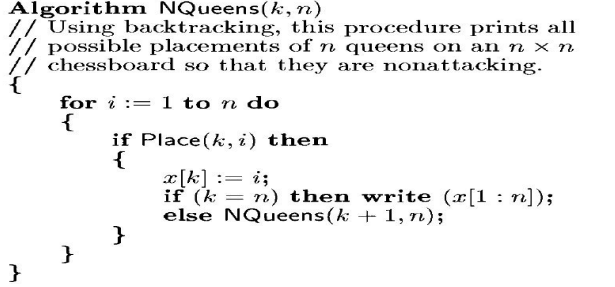 Algorithm NQueens(k, n)
// Using backtracking, this procedure prints all
// possible placements of n queens on an n × n
// chessboard so that they are nonattacking.
{
for i := 1 to n do
{
if Place(k, i) then
{
x[k] := i;
if (k = n) then write (x[1 : n]);
else NQueens(k + 1, n);
}
}
}